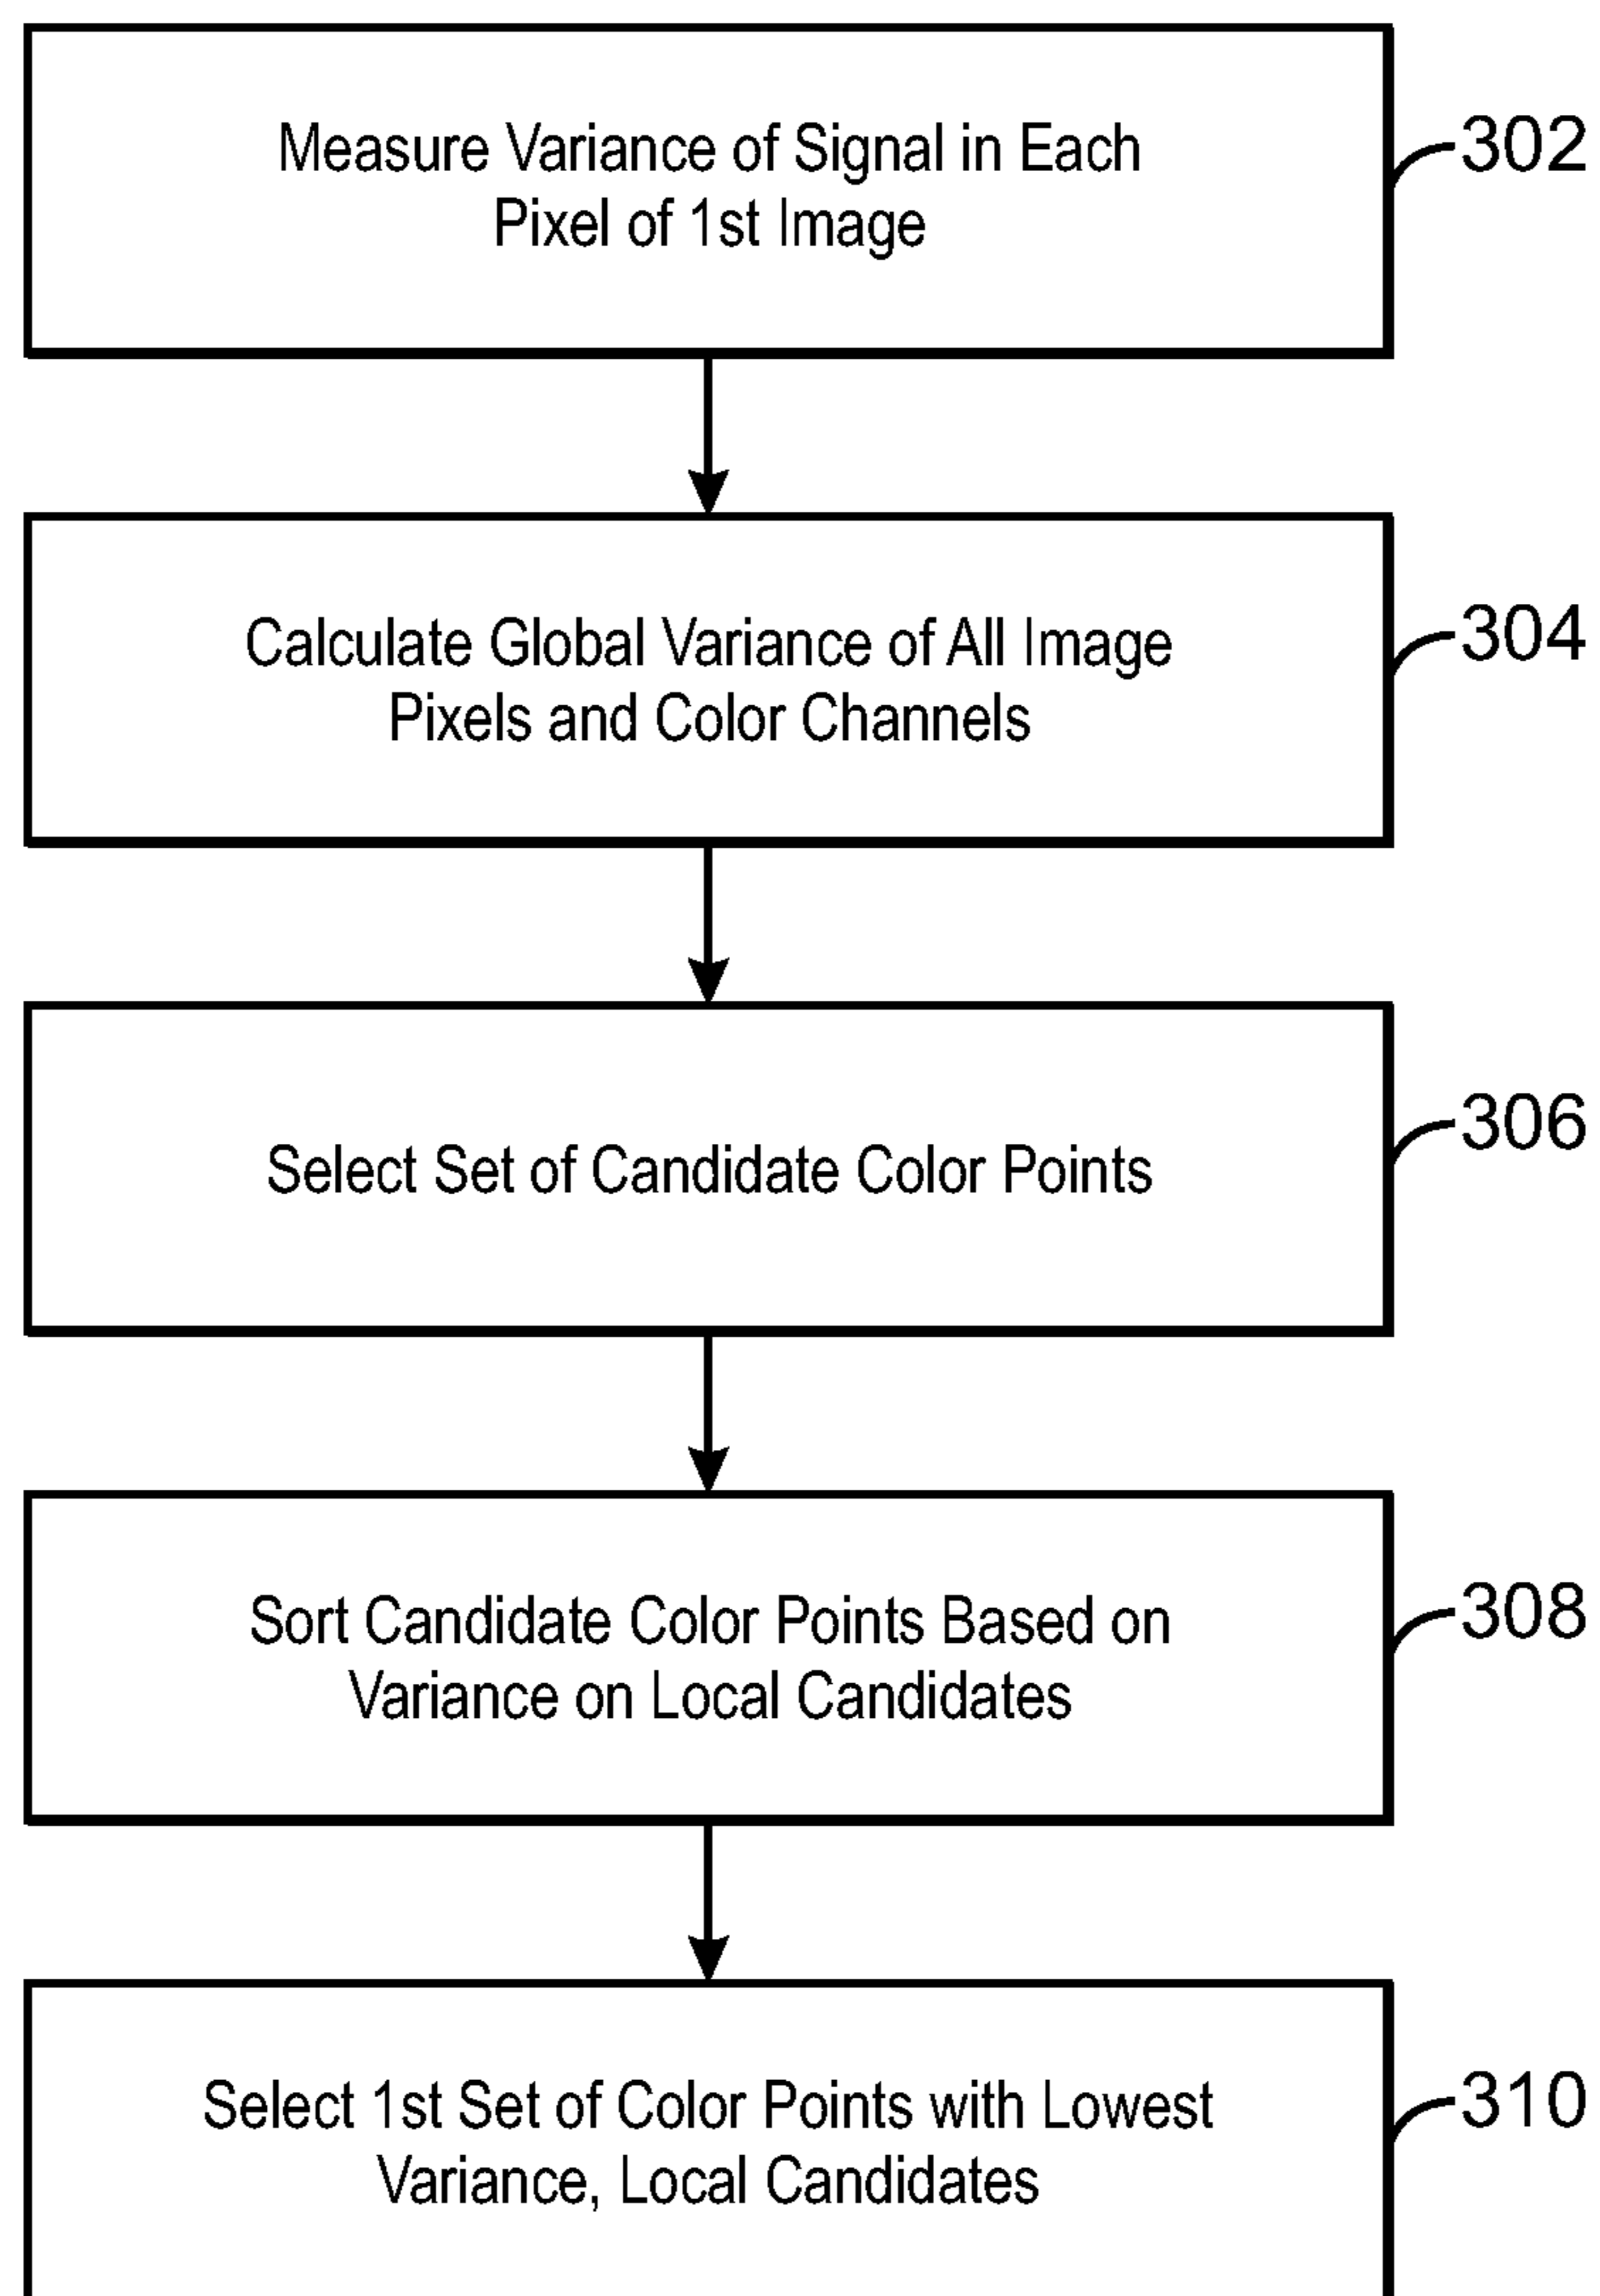 Measure Variance of Signal in Each
Pixel of 1st Image
302
Calculate Global Variance of All Image
Pixels and Color Channels
304
Select Set of Candidate Color Points
306
Sort Candidate Color Points Based on
Variance on Local Candidates
308
Select 1st Set of Color Points with Lowest
Variance, Local Candidates
310